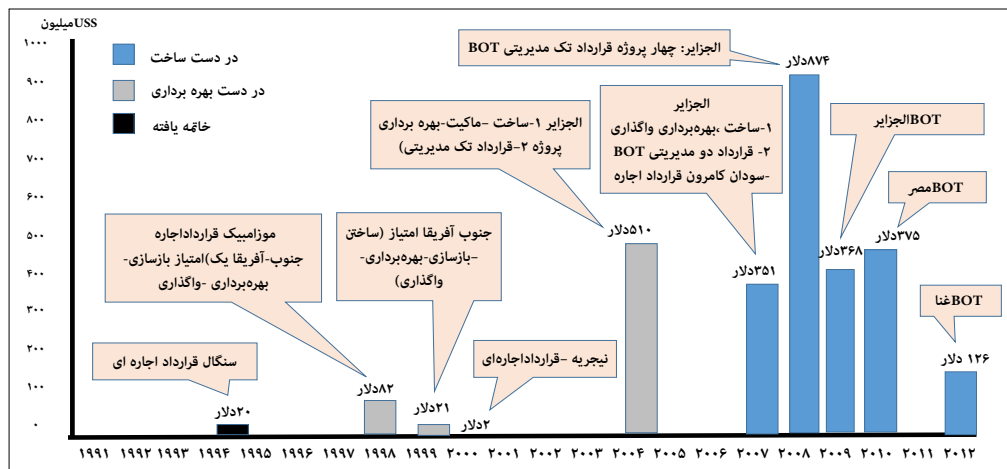 میلیون US$
۱۰۰۰
۹۰۰
۸۰۰
۷۰۰
۶۰۰
۵۰۰
۴۰۰
۳۰۰
۲۰۰
۱۰۰
۰
در دست ساخت
در دست بهره برداری
خاتمه یافته
سنگال قرارداد اجاره ای
۲۰دلار
موزامبیک قرارداداجاره
جنوب-آفریقا یک)امتیاز بازسازی-
بهره‌برداری -واگذاری
۸۲دلار
جنوب آفریقا امتیاز (ساختن
-بازسازی-بهره‌برداری-
واگذاری)
۲۱دلار
نیجریه -قرارداداجاره‌ای
۲دلار
الجزایر ۱-ساخت -ماکیت-بهره برداری
پروژه ۲-قرارداد تک مدیریتی)
۵۱۰دلار
الجزایر
۱-ساخت ،بهره‌برداری واگذاری
۲- قرارداد دو مدیریتی BOT
-سودان کامرون قرارداد اجاره
۳۵۱دلار
الجزایر: چهار پروژه قرارداد تک مدیریتی BOT
۸۷۴دلار
BOTالجزایر
۳۶۸دلار
BOTمصر
۳۷۵دلار
BOTغنا
۱۲۶ دلار
۱۹۹۱ ۱۹۹۲ ۱۹۹۳ ۱۹۹۴ ۱۹۹۵ ۱۹۹۶ ۱۹۹۷ ۱۹۹۸ ۱۹۹۹ ۲۰۰۰ ۲۰۰۱ ۲۰۰۲ ۲۰۰۳ ۲۰۰۴ ۲۰۰۵ ۲۰۰۶ ۲۰۰۷ ۲۰۰۸ ۲۰۰۹ ۲۰۱۰ ۲۰۱۱ ۲۰۱۲